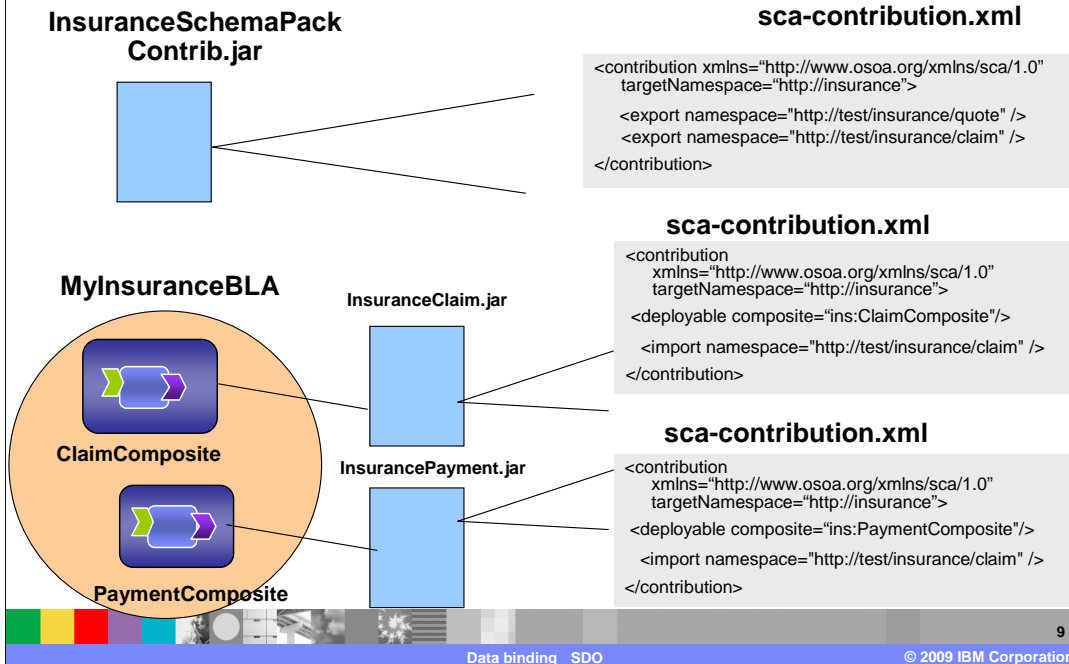 InsuranceSchemaPack
Contrib.jar
sca-contribution.xml
<contribution xmlns=“http://www.osoa.org/xmlns/sca/1.0”
targetNamespace=“http://insurance”>
<export namespace="http://test/insurance/quote" />
<export namespace="http://test/insurance/claim" />
</contribution>
MyInsuranceBLA
ClaimComposite
PaymentComposite
InsuranceClaim.jar
sca-contribution.xml
<contribution
xmlns=“http://www.osoa.org/xmlns/sca/1.0”
targetNamespace=“http://insurance”>
<deployable composite=“ins:ClaimComposite”/>
<import namespace="http://test/insurance/claim" />
</contribution>
InsurancePayment.jar
sca-contribution.xml
<contribution
xmlns=“http://www.osoa.org/xmlns/sca/1.0”
targetNamespace=“http://insurance”>
<deployable composite=“ins:PaymentComposite”/>
<import namespace="http://test/insurance/claim" />
</contribution>
9
Data binding SDO
© 2009 IBM Corporation